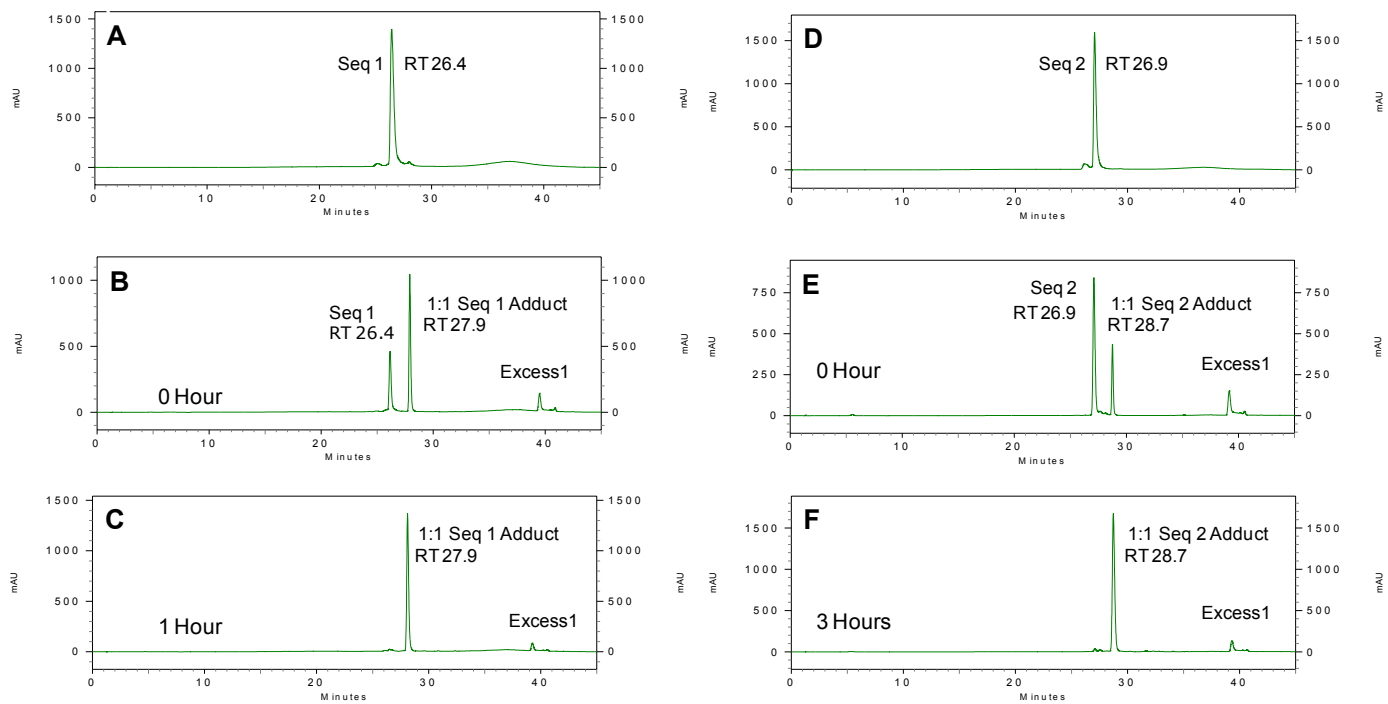 A
Seq 1 RT 26.4
1500 1000 500 0
1500 1000 500 0
mAU
mAU
0 10 20 30 40
Minutes
D
Seq 2 RT 26.9
1500 1000 500 0
1500 1000 500 0
mAU
mAU
0 10 20 30 40
Minutes
B
Seq 1
RT 26.4
1:1 Seq 1 Adduct
RT 27.9
Excess1
0 Hour
1000 500 0
1000 500 0
mAU
mAU
0 10 20 30 40
Minutes
E
Seq 2
RT 26.9
1:1 Seq 2 Adduct
RT 28.7
Excess1
0 Hour
750 500 250 0
750 500 250 0
mAU
mAU
0 10 20 30 40
Minutes
C
1:1 Seq 1 Adduct
RT 27.9
Excess1
1 Hour
1500 1000 500 0
1500 1000 500 0
mAU
mAU
0 10 20 30 40
Minutes
F
1:1 Seq 2 Adduct
RT 28.7
Excess1
3 Hours
1500 1000 500 0
1500 1000 500 0
mAU
mAU
0 10 20 30 40
Minutes